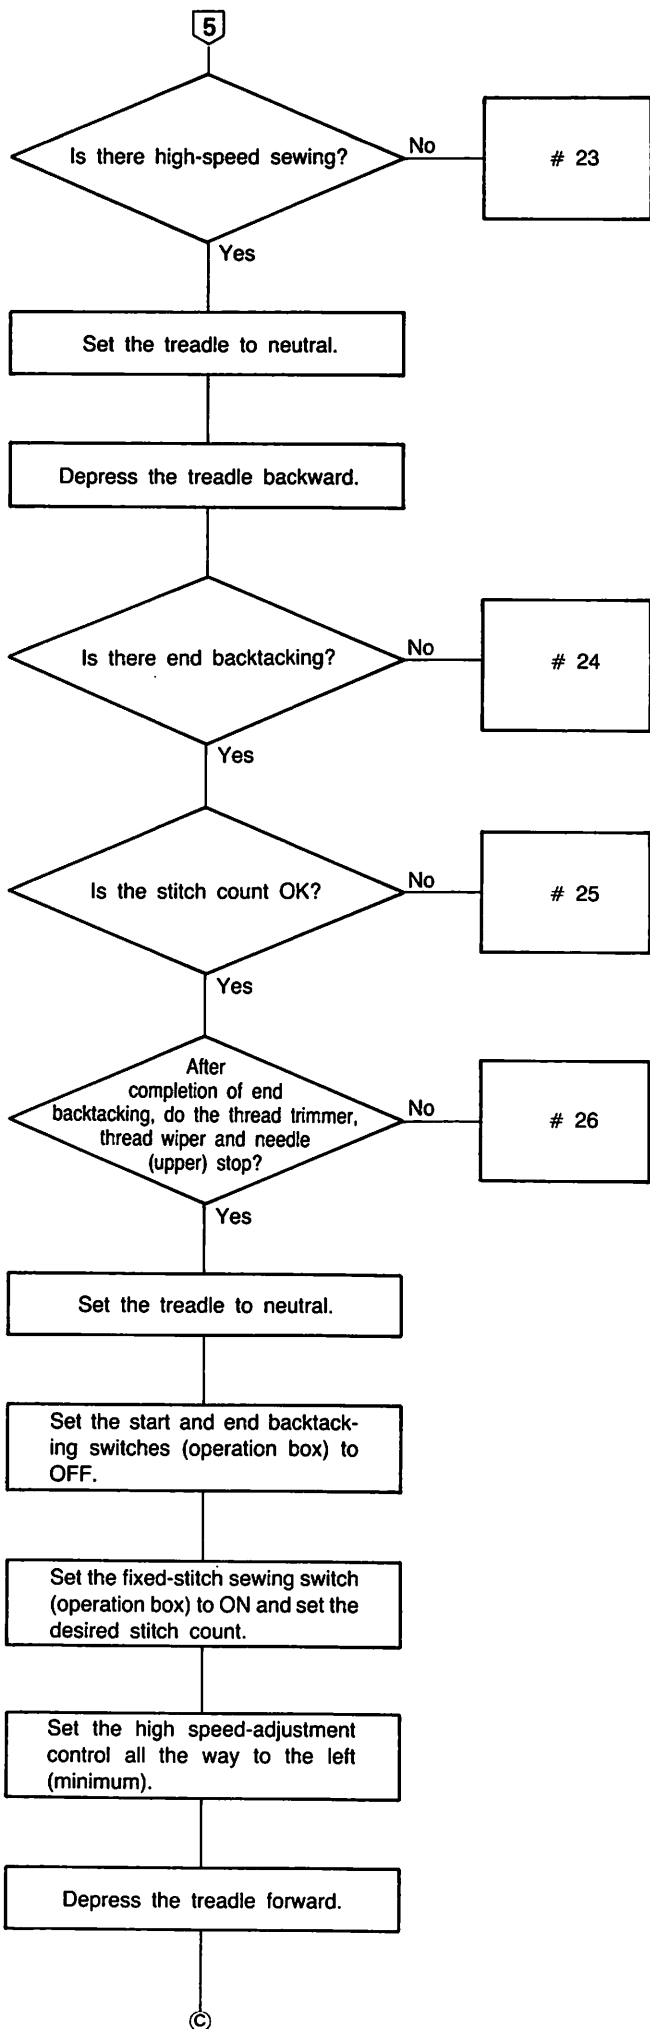 5
Is there high-speed sewing?
No
# 23
Yes
Set the treadle to neutral.
Depress the treadle backward.
Is there end backtacking?
No
# 24
Yes
Is the stitch count OK?
No
# 25
Yes
After
completion of end
backtacking, do the thread trimmer,
thread wiper and needle
(upper) stop?
No
# 26
Yes
Set the treadle to neutral.
Set the start and end backtack-
ing switches (operation box) to
OFF.
Set the fixed-stitch sewing switch
(operation box) to ON and set the
desired stitch count.
Set the high speed-adjustment
control all the way to the left
(minimum).
Depress the treadle forward.
C